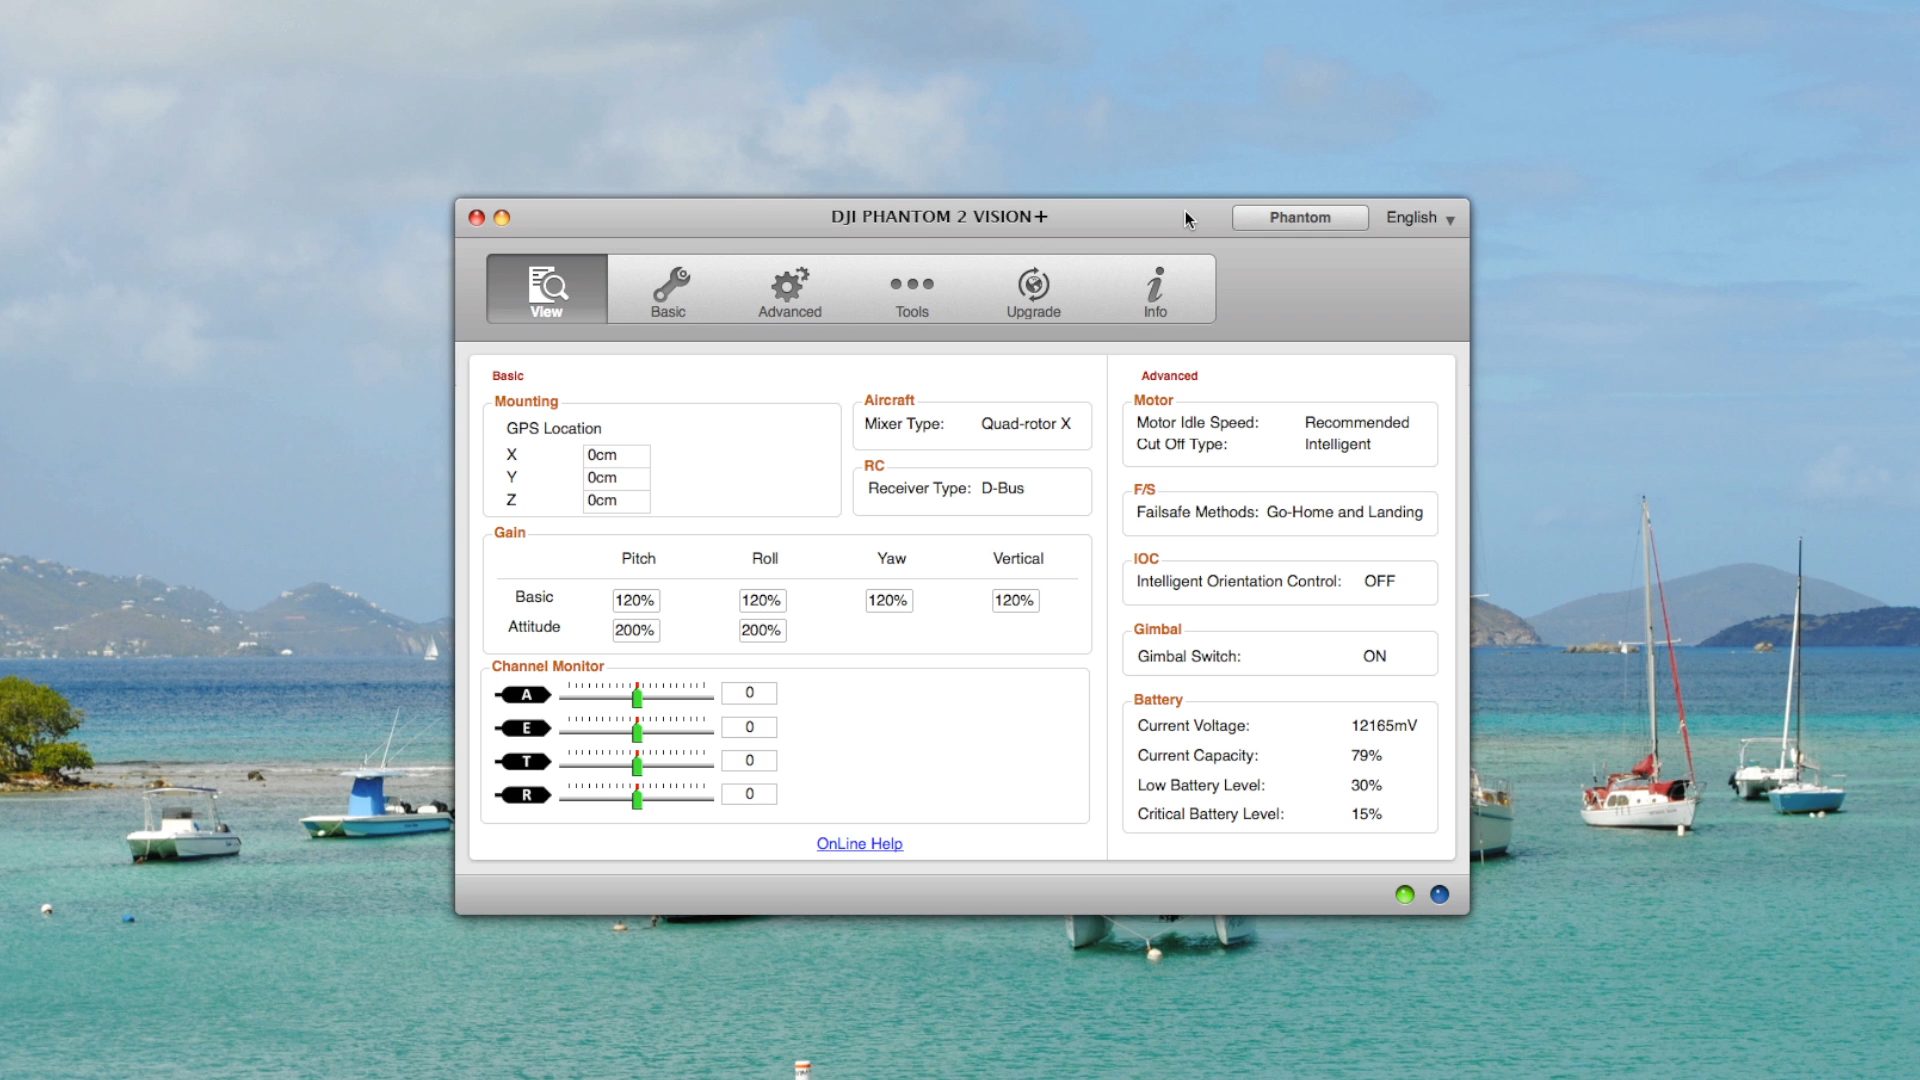 DJI PHANTOM 2 VISION+
Phantom
English
View
Basic
Advanced
Tools
Upgrade
Info
Basic
Mounting
GPS Location
X 0cm
Y 0cm
Z 0cm
Aircraft
Mixer Type: Quad-rotor X
RC
Receiver Type: D-Bus
Gain
Pitch Roll Yaw Vertical
Basic 120% 120% 120% 120%
Attitude 200% 200%
Channel Monitor
A 0
E 0
T 0
R 0
OnLine Help
Advanced
Motor
Motor Idle Speed: Recommended
Cut Off Type: Intelligent
F/S
Failsafe Methods: Go-Home and Landing
IOC
Intelligent Orientation Control: OFF
Gimbal
Gimbal Switch: ON
Battery
Current Voltage: 12165mV
Current Capacity: 79%
Low Battery Level: 30%
Critical Battery Level: 15%